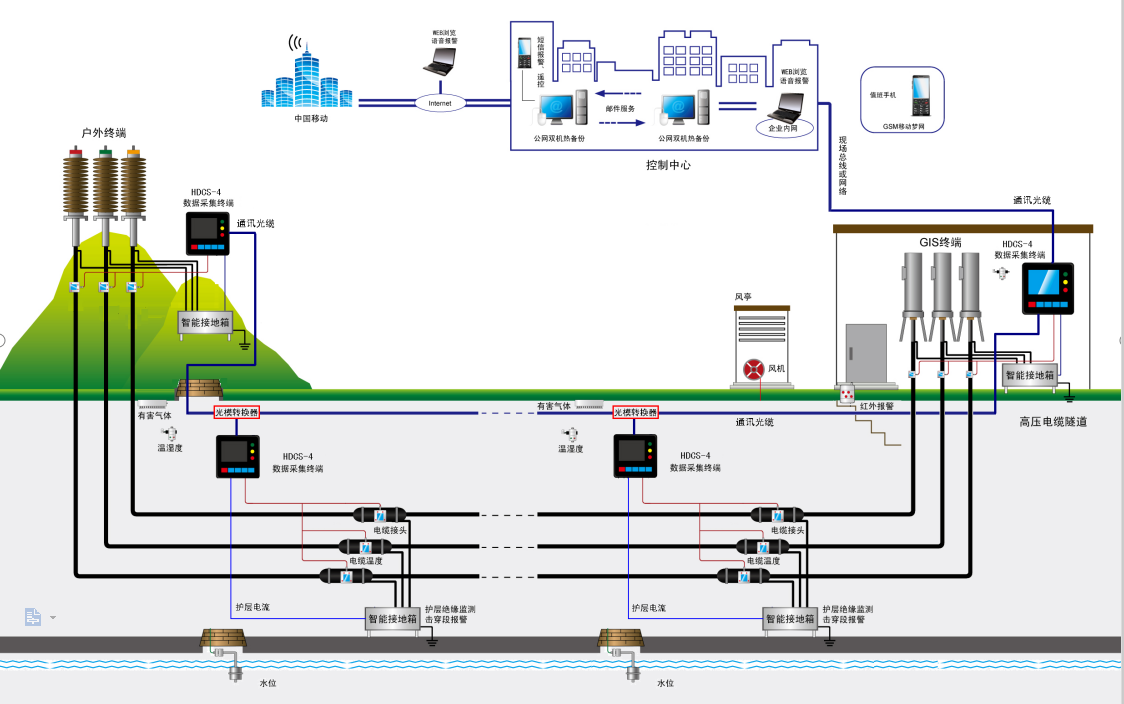 WEB浏览
语音报警
Internet
中国移动
短信报警、遥控
邮件服务
公网双机热备份
公网双机热备份
WEB浏览
语音报警
企业内网
控制中心
值班手机
GSM移动梦网
现场总线或网络
户外终端
HDCS-4
数据采集终端
通讯光缆
智能接地箱
通讯光缆
GIS终端
HDCS-4
数据采集终端
智能接地箱
风亭
风机
有害气体
温湿度
光模转换器
HDCS-4
数据采集终端
有害气体
温湿度
光模转换器
HDCS-4
数据采集终端
通讯光缆
红外报警
高压电缆隧道
电缆接头
电缆温度
护层电流
智能接地箱
护层绝缘监测
击穿段报警
电缆接头
电缆温度
护层电流
智能接地箱
护层绝缘监测
击穿段报警
水位
水位